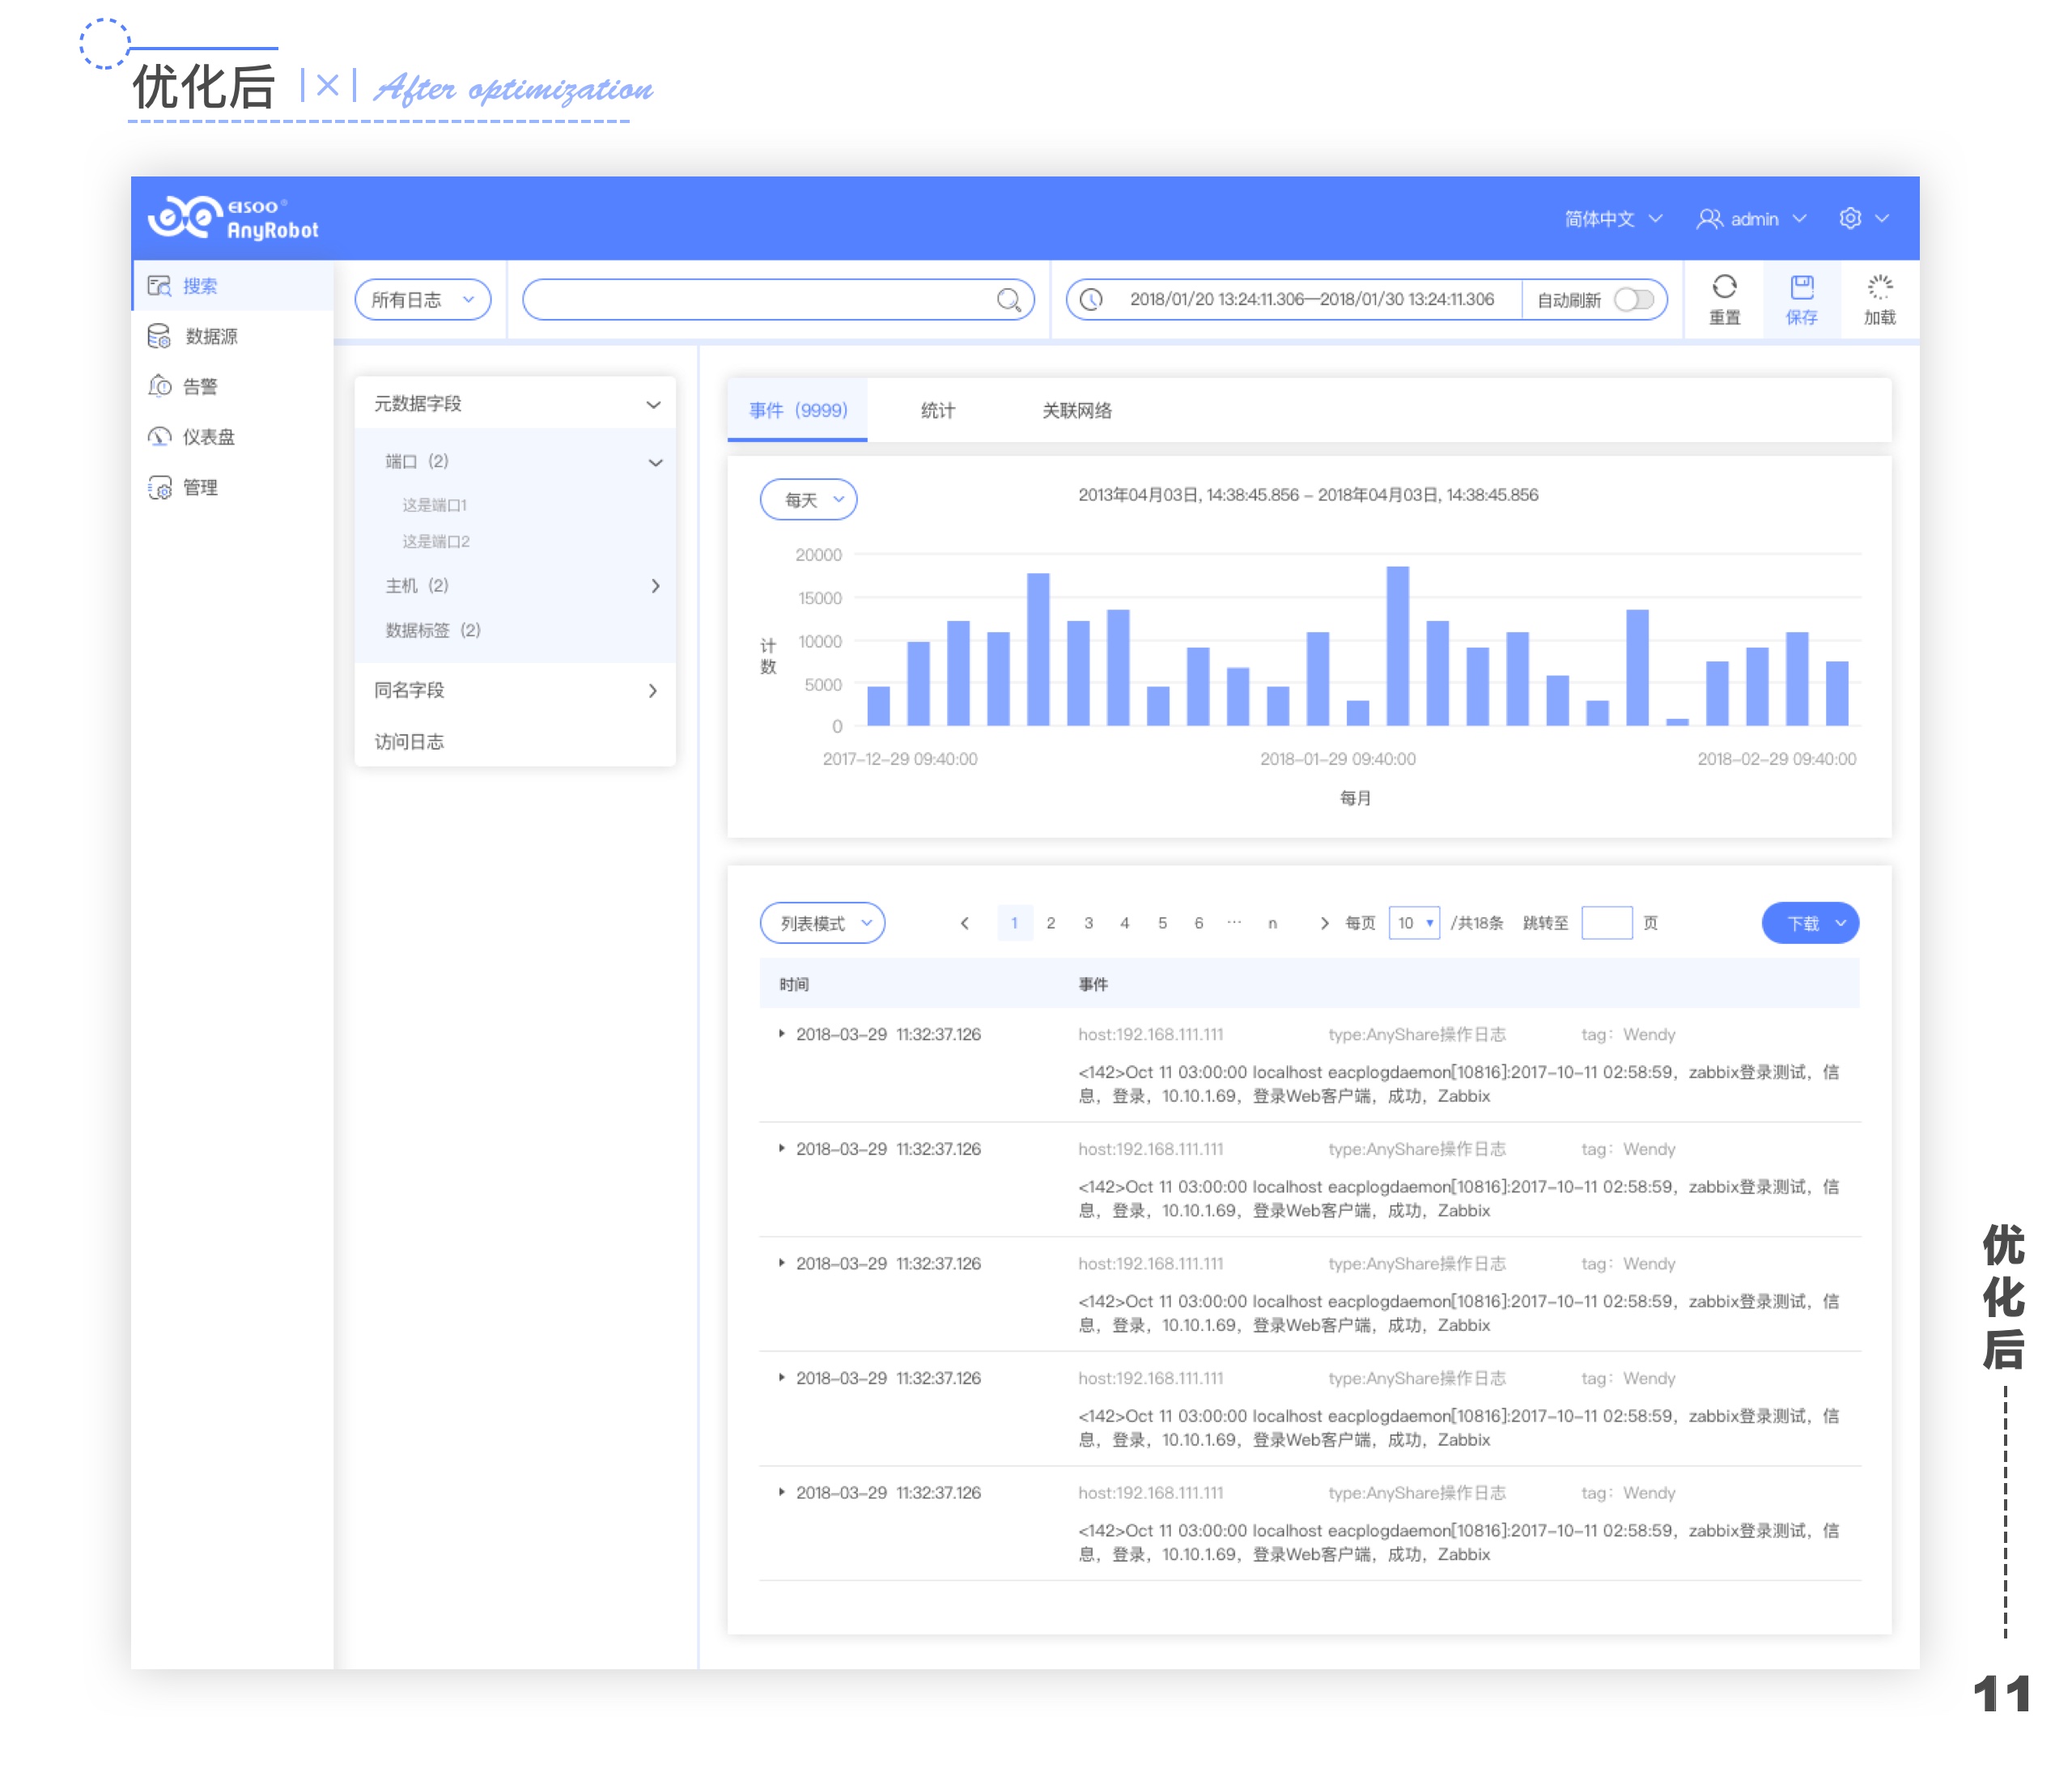 优化后 |×| After optimization
EISOO®
AnyRobot
简体中文 admin
搜索
数据源
告警
仪表盘
管理
所有日志
2018/01/20 13:24:11.306—2018/01/30 13:24:11.306 自动刷新
重置 保存 加载
元数据字段
端口（2）
这是端口1
这是端口2
主机（2）
数据标签（2）
同名字段
访问日志
事件（9999） 统计 关联网络
每天
2013年04月03日, 14:38:45.856 – 2018年04月03日, 14:38:45.856
计数
20000
15000
10000
5000
0
2017–12–29 09:40:00 2018–01–29 09:40:00 2018–02–29 09:40:00
每月
列表模式 1 2 3 4 5 6 ··· n 每页 10 /共18条 跳转至 页 下载
时间 事件
2018–03–29 11:32:37.126 host:192.168.111.111 type:AnyShare操作日志 tag：Wendy
<142>Oct 11 03:00:00 localhost eacplogdaemon[10816]:2017–10–11 02:58:59，zabbix登录测试，信
息，登录，10.10.1.69，登录Web客户端，成功，Zabbix
2018–03–29 11:32:37.126 host:192.168.111.111 type:AnyShare操作日志 tag：Wendy
<142>Oct 11 03:00:00 localhost eacplogdaemon[10816]:2017–10–11 02:58:59，zabbix登录测试，信
息，登录，10.10.1.69，登录Web客户端，成功，Zabbix
2018–03–29 11:32:37.126 host:192.168.111.111 type:AnyShare操作日志 tag：Wendy
<142>Oct 11 03:00:00 localhost eacplogdaemon[10816]:2017–10–11 02:58:59，zabbix登录测试，信
息，登录，10.10.1.69，登录Web客户端，成功，Zabbix
2018–03–29 11:32:37.126 host:192.168.111.111 type:AnyShare操作日志 tag：Wendy
<142>Oct 11 03:00:00 localhost eacplogdaemon[10816]:2017–10–11 02:58:59，zabbix登录测试，信
息，登录，10.10.1.69，登录Web客户端，成功，Zabbix
2018–03–29 11:32:37.126 host:192.168.111.111 type:AnyShare操作日志 tag：Wendy
<142>Oct 11 03:00:00 localhost eacplogdaemon[10816]:2017–10–11 02:58:59，zabbix登录测试，信
息，登录，10.10.1.69，登录Web客户端，成功，Zabbix
优化后
11